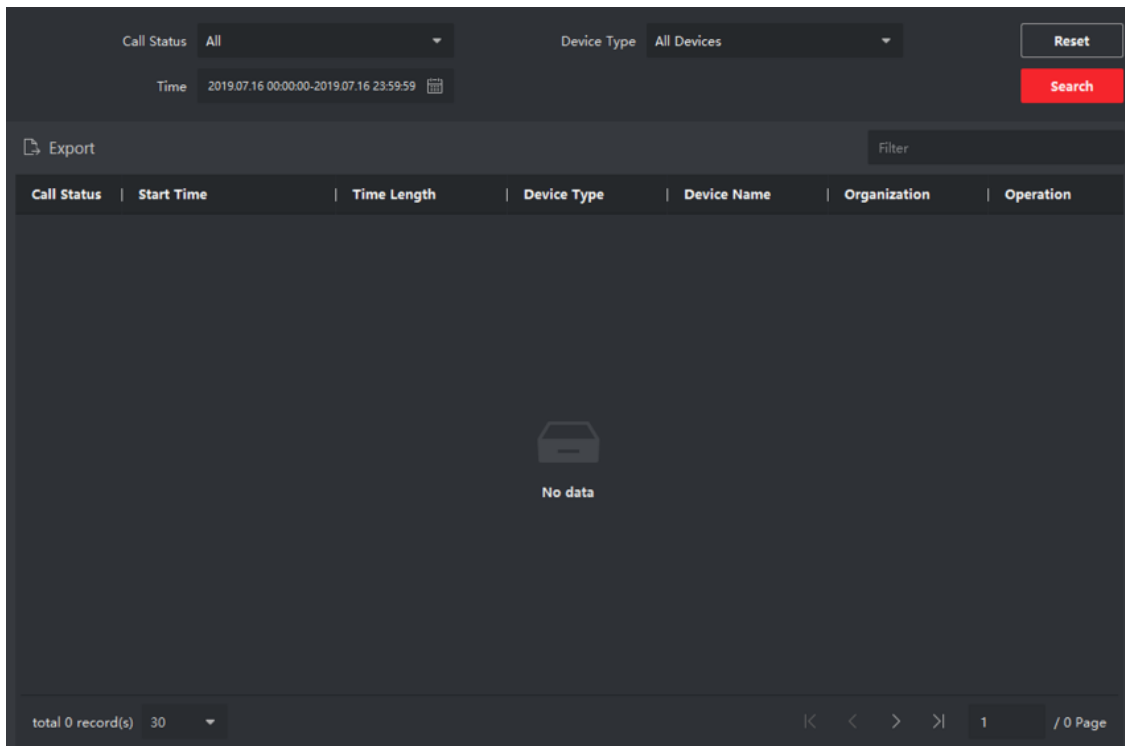 Call Status All Device Type All Devices Reset
Time 2019.07.16 00:00:00-2019.07.16 23:59:59 Search
Export Filter
Call Status | Start Time | Time Length | Device Type | Device Name | Organization | Operation
No data
total 0 record(s) 30 1 / 0 Page